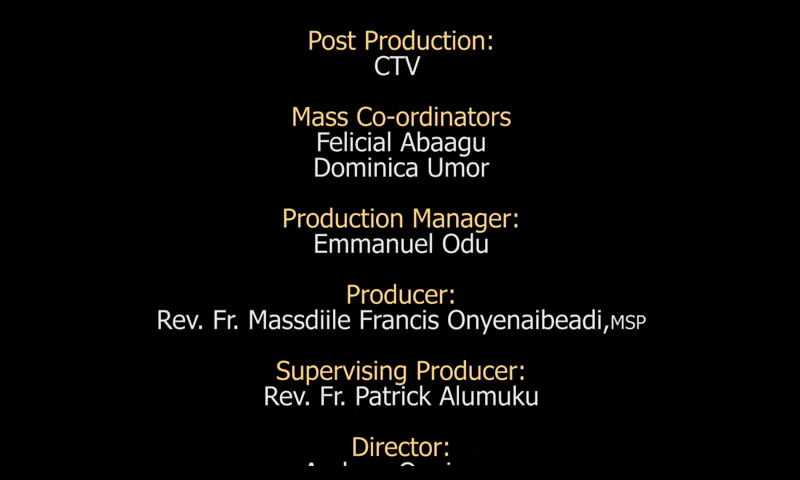 Post Production:
CTV
Mass Co-ordinators
Felicial Abaagu
Dominica Umor
Production Manager:
Emmanuel Odu
Producer:
Rev. Fr. Massdiile Francis Onyenaibeadi,MSP
Supervising Producer:
Rev. Fr. Patrick Alumuku
Director: